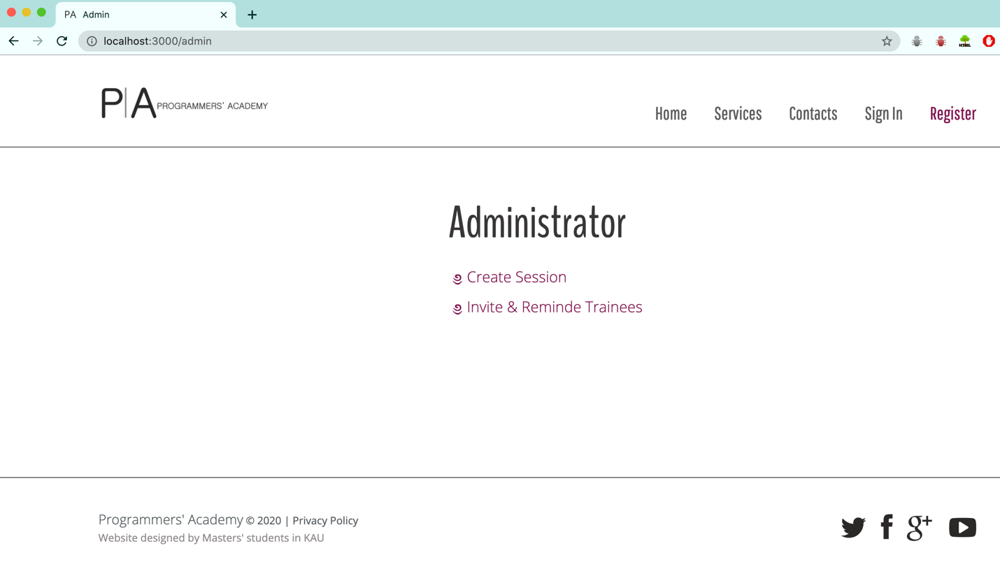 PA Admin
localhost:3000/admin
HTML
P|A PROGRAMMERS' ACADEMY
Home Services Contacts Sign In Register
Administrator
Create Session
Invite & Reminde Trainees
Programmers' Academy © 2020 | Privacy Policy
Website designed by Masters' students in KAU